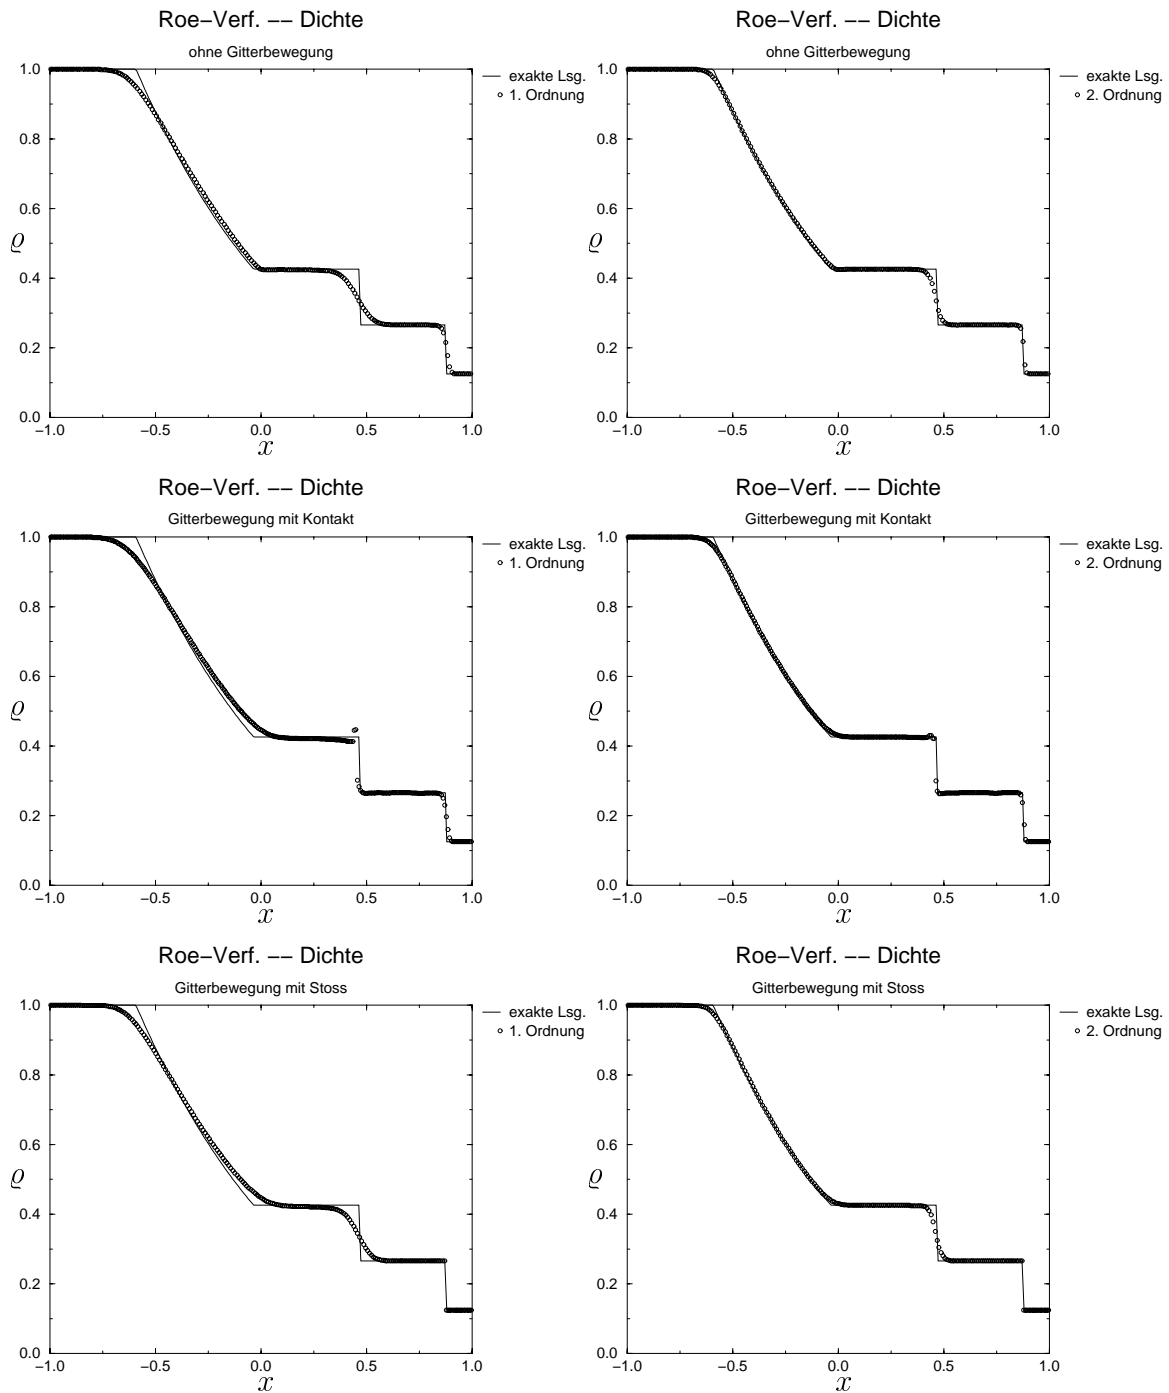 Roe−Verf. −− Dichte
ohne Gitterbewegung
exakte Lsg.
1. Ordnung
1.0
0.8
0.6
ϱ
0.4
0.2
0.0
−1.0 −0.5 0.0 0.5 1.0
x
Roe−Verf. −− Dichte
ohne Gitterbewegung
exakte Lsg.
2. Ordnung
1.0
0.8
0.6
ϱ
0.4
0.2
0.0
−1.0 −0.5 0.0 0.5 1.0
x
Roe−Verf. −− Dichte
Gitterbewegung mit Kontakt
exakte Lsg.
1. Ordnung
1.0
0.8
0.6
ϱ
0.4
0.2
0.0
−1.0 −0.5 0.0 0.5 1.0
x
Roe−Verf. −− Dichte
Gitterbewegung mit Kontakt
exakte Lsg.
2. Ordnung
1.0
0.8
0.6
ϱ
0.4
0.2
0.0
−1.0 −0.5 0.0 0.5 1.0
x
Roe−Verf. −− Dichte
Gitterbewegung mit Stoss
exakte Lsg.
1. Ordnung
1.0
0.8
0.6
ϱ
0.4
0.2
0.0
−1.0 −0.5 0.0 0.5 1.0
x
Roe−Verf. −− Dichte
Gitterbewegung mit Stoss
exakte Lsg.
2. Ordnung
1.0
0.8
0.6
ϱ
0.4
0.2
0.0
−1.0 −0.5 0.0 0.5 1.0
x